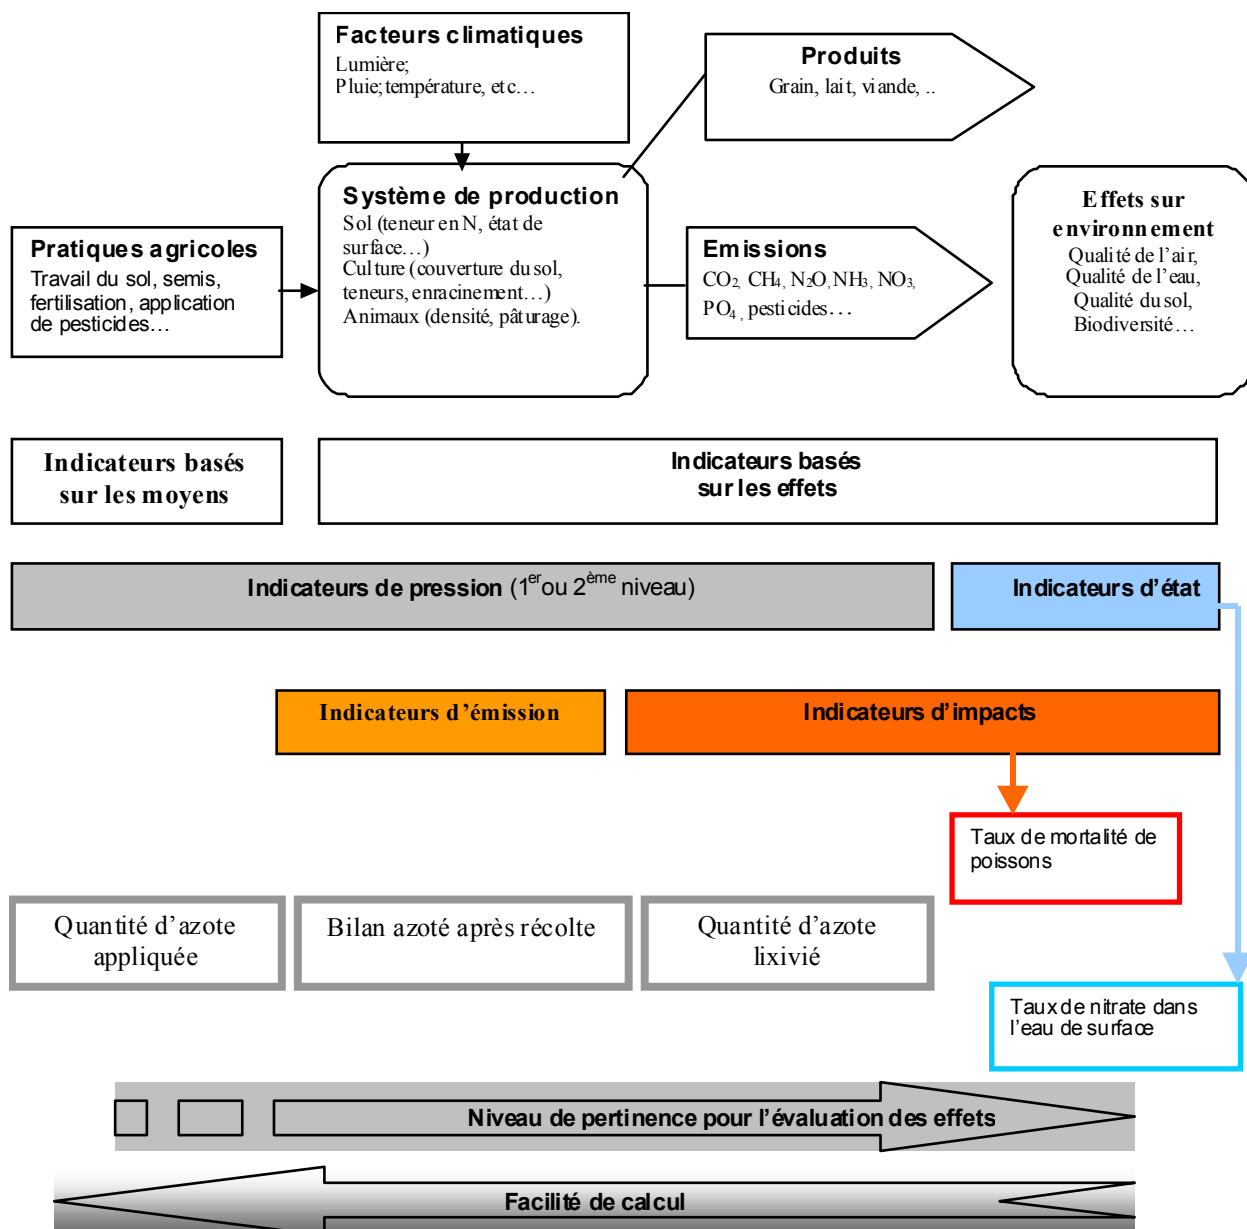 Facteurs climatiques
Lumière;
Pluie; température, etc…
Produits
Grain, lait, viande, ..
Système de production
Sol (teneur en N, état de
surface…)
Culture (couverture du sol,
teneurs, enracinement…)
Animaux (densité, pâturage).
Pratiques agricoles
Travail du sol, semis,
fertilisation, application
de pesticides…
Emissions
CO2, CH4, N2O, NH3, NO3,
PO4, pesticides…
Effets sur
environnement
Qualité de l’air,
Qualité de l’eau,
Qualité du sol,
Biodiversité…
Indicateurs basés
sur les moyens
Indicateurs basés
sur les effets
Indicateurs de pression (1er ou 2ème niveau)
Indicateurs d’état
Indicateurs d’émission
Indicateurs d’impacts
Taux de mortalité de
poissons
Quantité d’azote
appliquée
Bilan azoté après récolte
Quantité d’azote
lixivié
Taux de nitrate dans
l’eau de surface
Niveau de pertinence pour l’évaluation des effets
Facilité de calcul